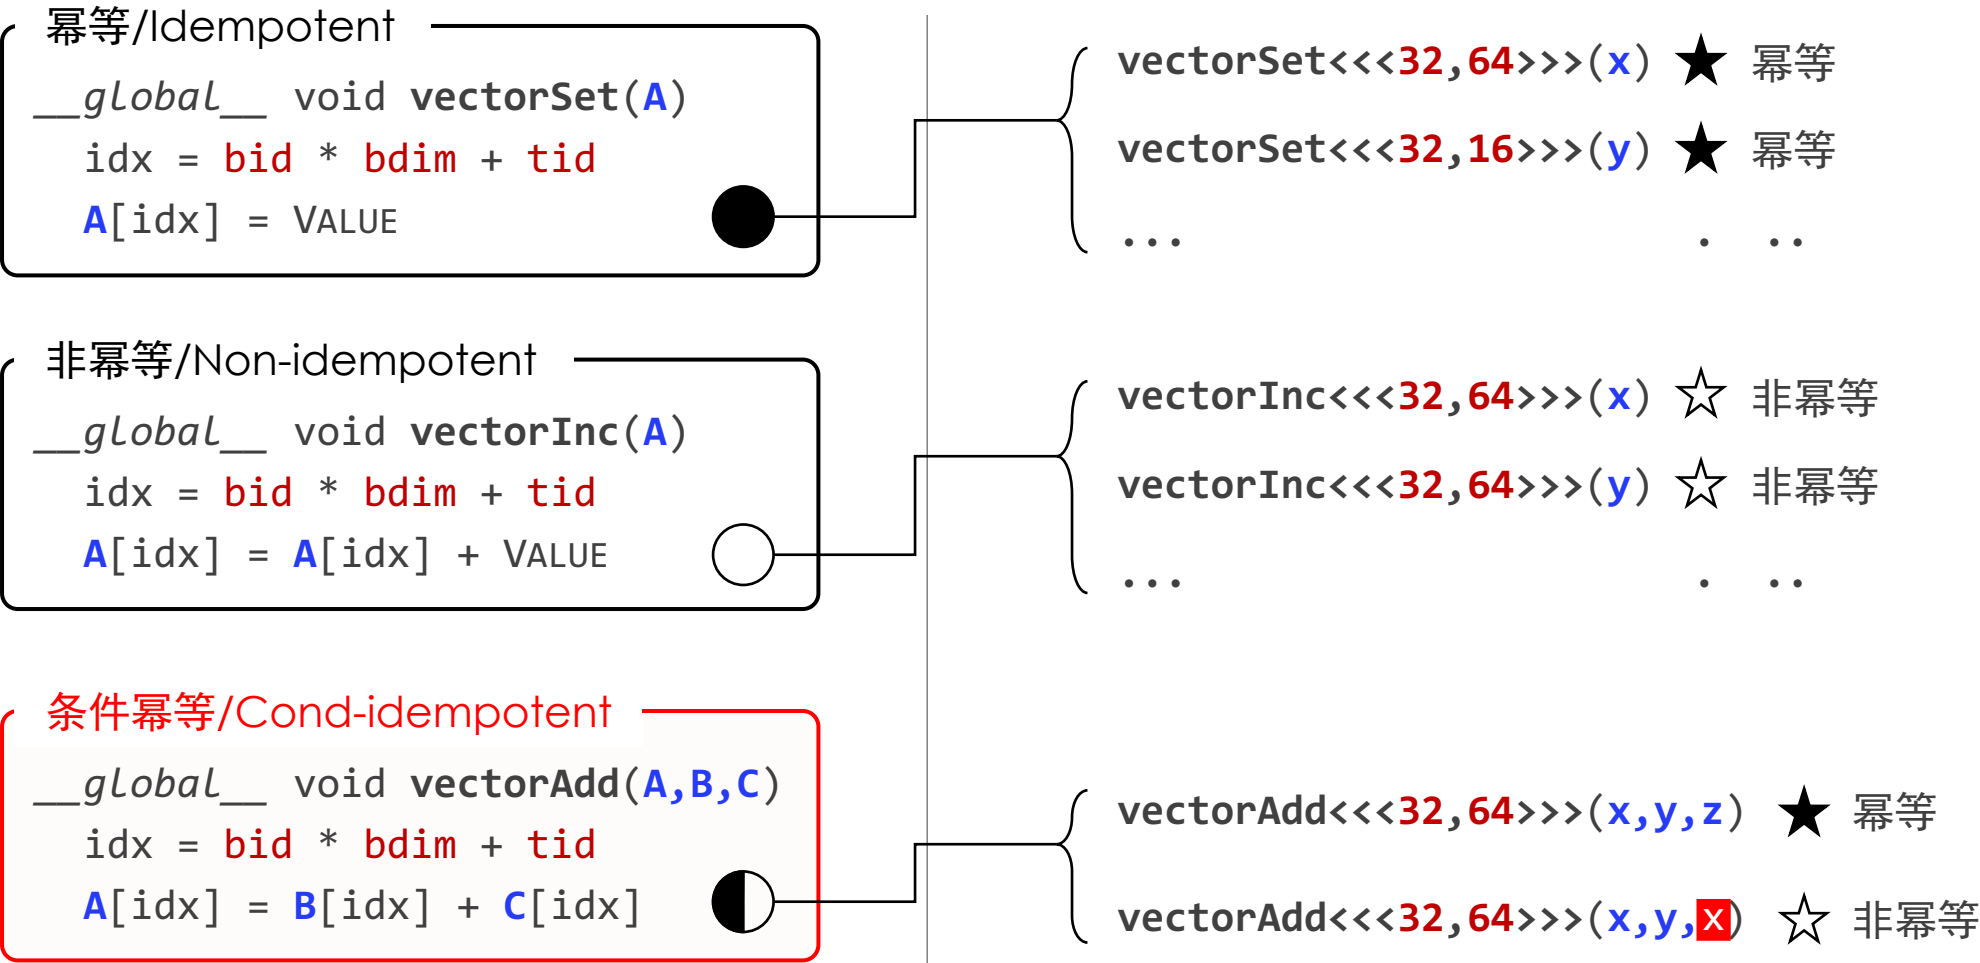 幂等/Idempotent
__global__ void vectorSet(A)
idx = bid * bdim + tid
A[idx] = VALUE
vectorSet<<<32,64>>>(x) ★ 幂等
vectorSet<<<32,16>>>(y) ★ 幂等
... . ..
非幂等/Non-idempotent
__global__ void vectorInc(A)
idx = bid * bdim + tid
A[idx] = A[idx] + VALUE
vectorInc<<<32,64>>>(x) ☆ 非幂等
vectorInc<<<32,64>>>(y) ☆ 非幂等
... . ..
条件幂等/Cond-idempotent
__global__ void vectorAdd(A,B,C)
idx = bid * bdim + tid
A[idx] = B[idx] + C[idx]
vectorAdd<<<32,64>>>(x,y,z) ★ 幂等
vectorAdd<<<32,64>>>(x,y,x) ☆ 非幂等